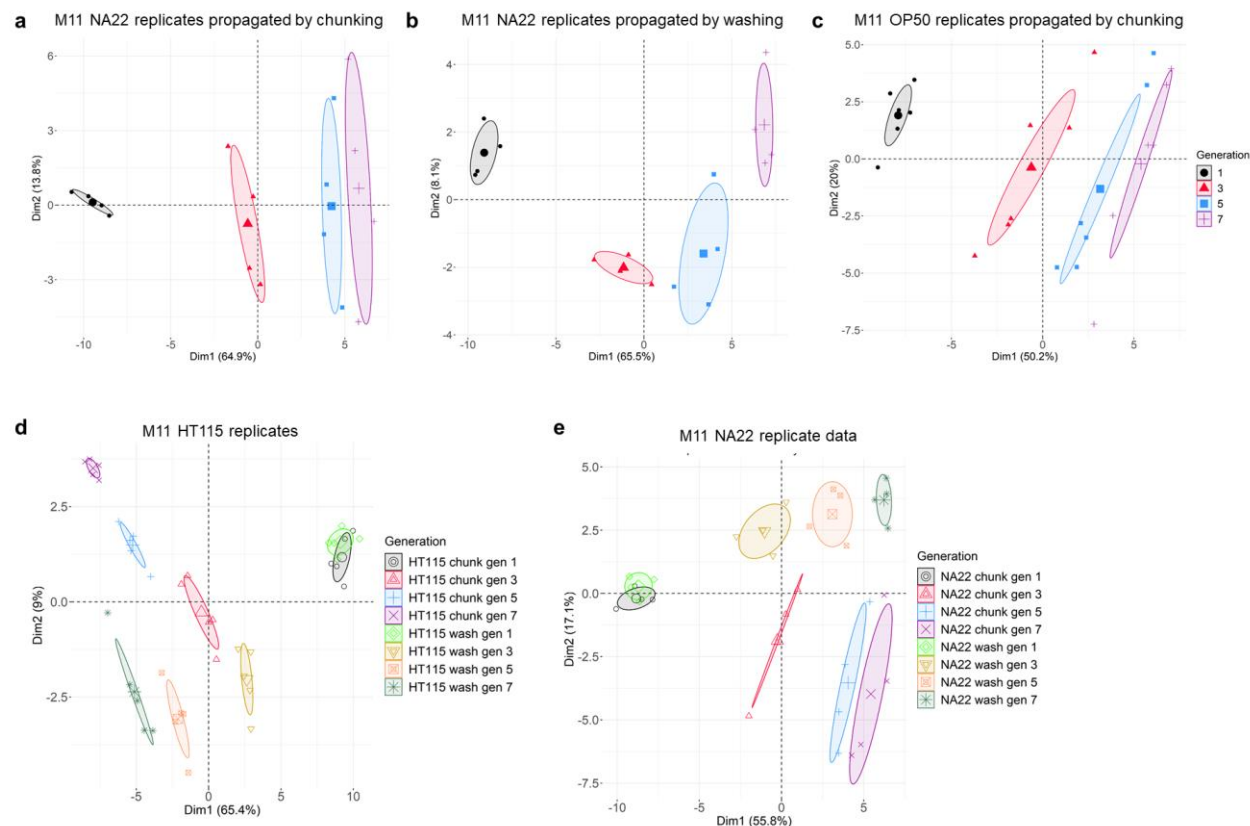 a
M11 NA22 replicates propagated by chunking
6
3
0
-3
-10
-5
0
5
Dim2 (13.8%)
Dim1 (64.9%)
b
M11 NA22 replicates propagated by washing
4
2
0
-2
-4
-10
-5
0
5
Dim2 (8.1%)
Dim1 (65.5%)
c
M11 OP50 replicates propagated by chunking
5.0
2.5
0.0
-2.5
-5.0
-7.5
-5
0
5
Dim2 (20%)
Dim1 (50.2%)
Generation
1
3
5
7
d
M11 HT115 replicates
2.5
0.0
-2.5
-5
0
5
10
Dim2 (9%)
Dim1 (65.4%)
Generation
HT115 chunk gen 1
HT115 chunk gen 3
HT115 chunk gen 5
HT115 chunk gen 7
HT115 wash gen 1
HT115 wash gen 3
HT115 wash gen 5
HT115 wash gen 7
e
M11 NA22 replicate data
5.0
2.5
0.0
-2.5
-5.0
-7.5
-10
-5
0
5
Dim2 (17.1%)
Dim1 (55.8%)
Generation
NA22 chunk gen 1
NA22 chunk gen 3
NA22 chunk gen 5
NA22 chunk gen 7
NA22 wash gen 1
NA22 wash gen 3
NA22 wash gen 5
NA22 wash gen 7